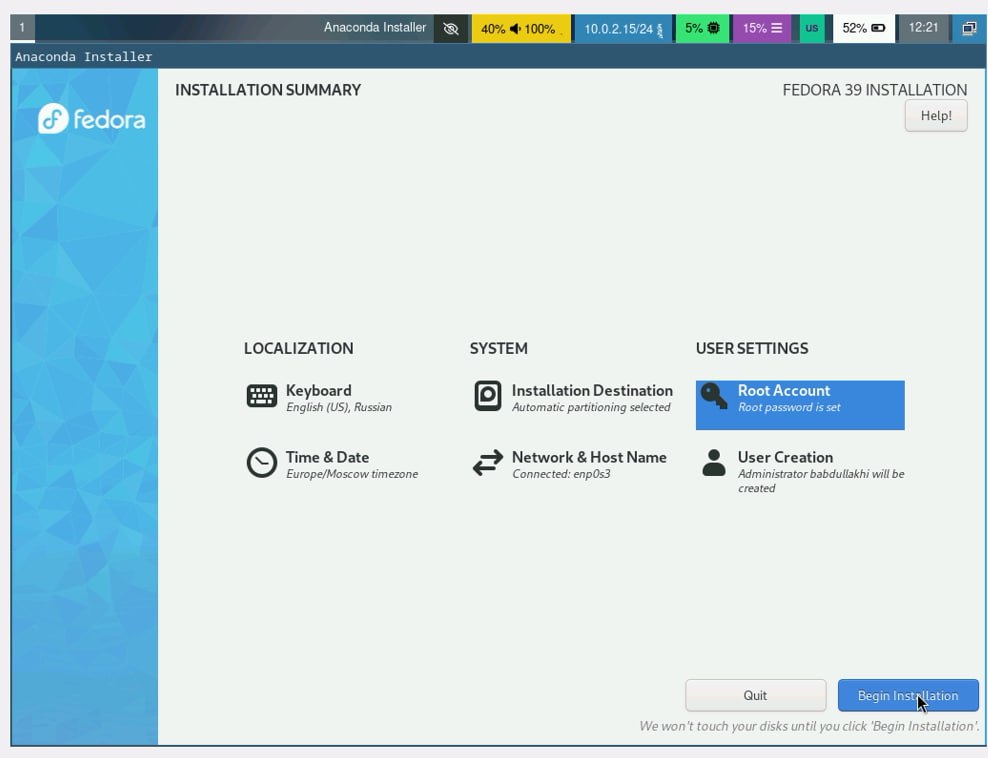 1 Anaconda Installer 40% 100% 10.0.2.15/24 5% 15% us 52% 12:21
Anaconda Installer
fedora
INSTALLATION SUMMARY
FEDORA 39 INSTALLATION
Help!
LOCALIZATION
Keyboard
English (US), Russian
Time & Date
Europe/Moscow timezone
SYSTEM
Installation Destination
Automatic partitioning selected
Network & Host Name
Connected: enp0s3
USER SETTINGS
Root Account
Root password is set
User Creation
Administrator babdullakhi will be
created
Quit
Begin Installation
We won't touch your disks until you click 'Begin Installation'.